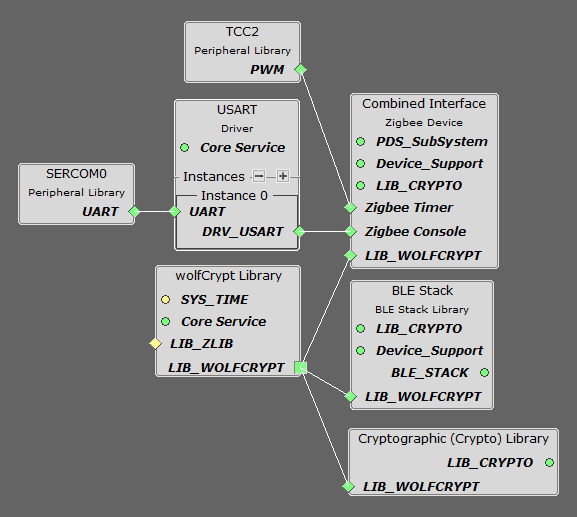 TCC2
Peripheral Library
PWM
USART
Driver
Core Service
Instances
Instance 0
UART
DRV_USART
SERCOM0
Peripheral Library
UART
Combined Interface
Zigbee Device
PDS_SubSystem
Device_Support
LIB_CRYPTO
Zigbee Timer
Zigbee Console
LIB_WOLFCRYPT
wolfCrypt Library
SYS_TIME
Core Service
LIB_ZLIB
LIB_WOLFCRYPT
BLE Stack
BLE Stack Library
LIB_CRYPTO
Device_Support
BLE_STACK
LIB_WOLFCRYPT
Cryptographic (Crypto) Library
LIB_CRYPTO
LIB_WOLFCRYPT